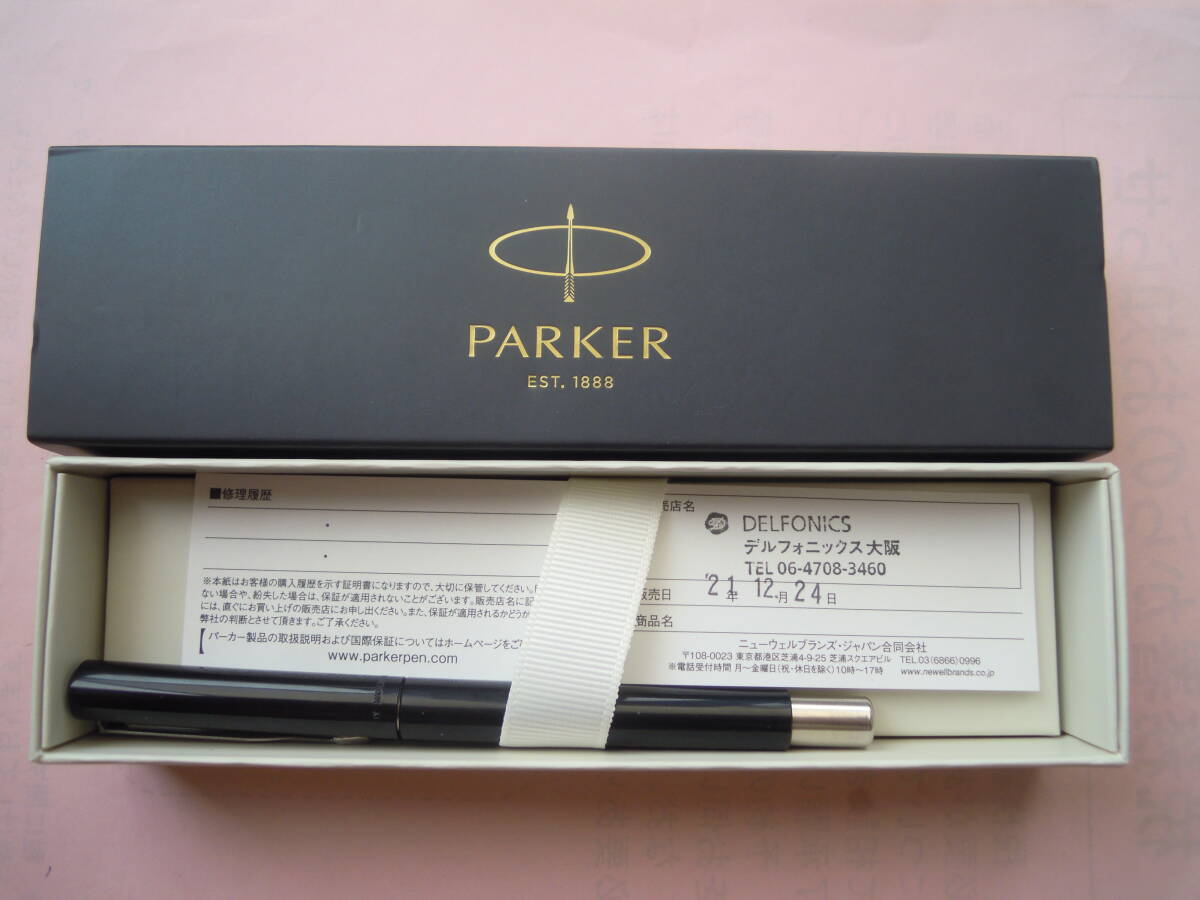 PARKER
EST. 1888
■修理履歴
・
・
※本紙はお客様の購入履歴を示す証明書になりますので、大切に保管してください。
ない場合や、紛失した場合は、保証が適用されないことがございます。販売店名に記
には、直ぐにお買い上げの販売店にお申し出ください。また、保証が適用されるかどうか
弊社の判断とさせて頂きます。ご了承ください。
【パーカー製品の取扱説明および国際保証についてはホームページをご
www.parkerpen.com
売店名
DELFONICS
デルフォニックス大阪
TEL 06-4708-3460
販売日 '21年 12月 24日
商品名
ニューウェルブランズ・ジャパン合同会社
〒108-0023 東京都港区芝浦4-9-25 芝浦スクエアビル TEL 03(6866)0996
※電話受付時間 月～金曜日(祝・休日を除く)10時～17時 www.newellbrands.co.jp